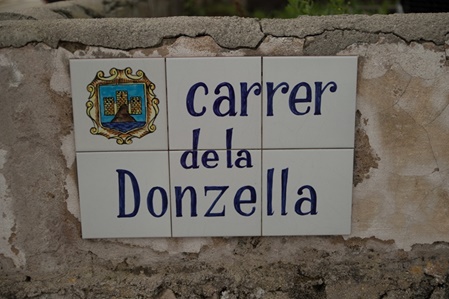 carrer
de la
Donzella